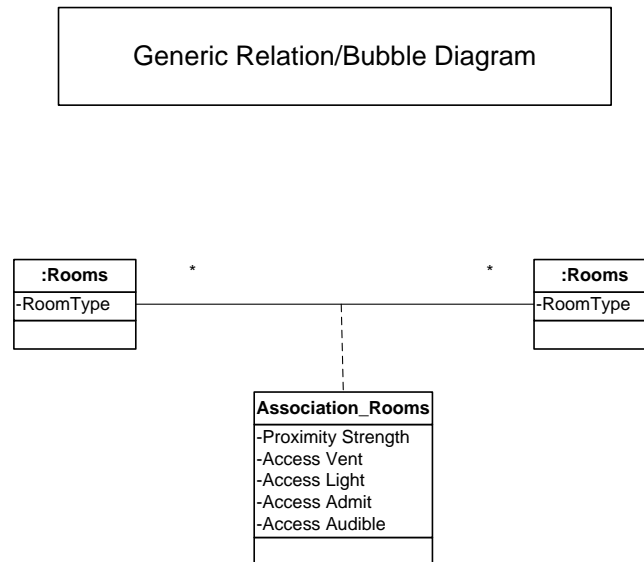 Generic Relation/Bubble Diagram
:Rooms
-RoomType
*
*
:Rooms
-RoomType
Association_Rooms
-Proximity Strength
-Access Vent
-Access Light
-Access Admit
-Access Audible